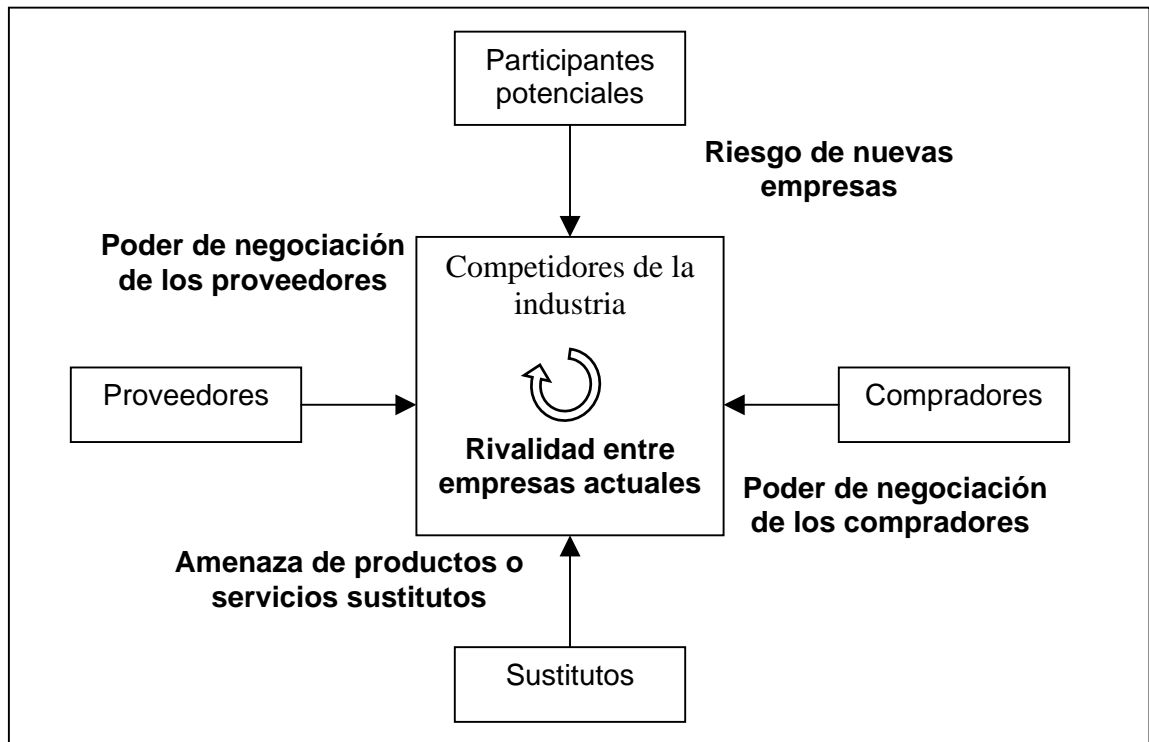 Participantes
potenciales
Riesgo de nuevas
empresas
Poder de negociación
de los proveedores
Competidores de la
industria
Proveedores
Compradores
Rivalidad entre
empresas actuales
Poder de negociación
de los compradores
Amenaza de productos o
servicios sustitutos
Sustitutos